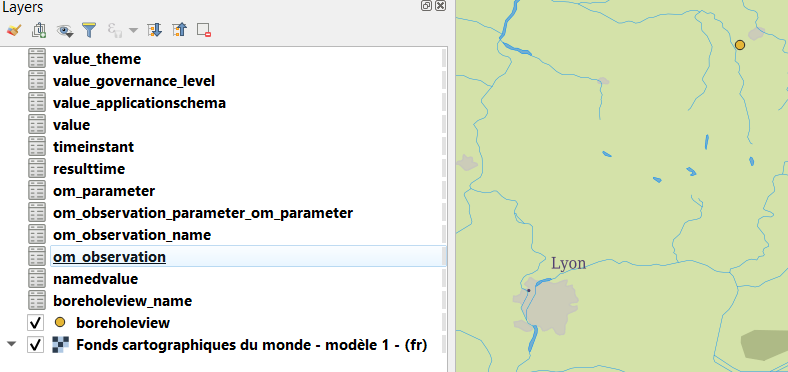 Layers
value_theme
value_governance_level
value_applicationschema
value
timeinstant
resulttime
om_parameter
om_observation_parameter_om_parameter
om_observation_name
om_observation
namedvalue
boreholeview_name
boreholeview
Fonds cartographiques du monde - modèle 1 - (fr)
Lyon